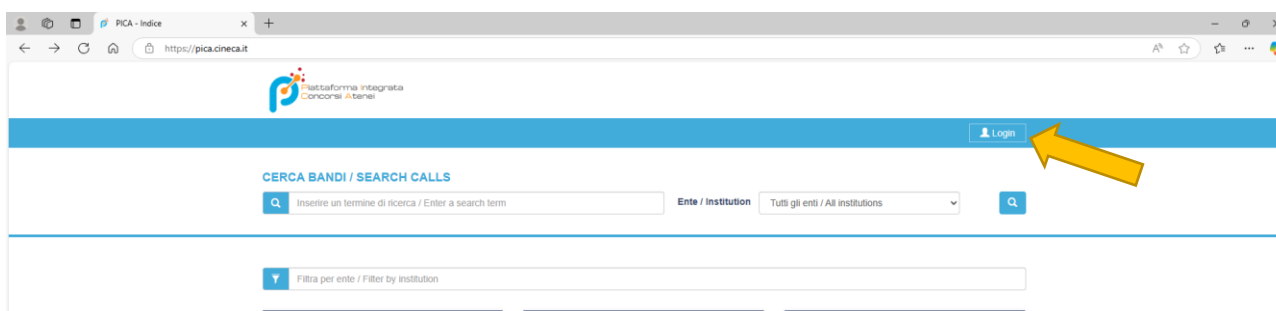 PICA - Indice
https://pica.cineca.it
Piattaforma Integrata
Concorsi Atenei
Login
CERCA BANDI / SEARCH CALLS
Inserire un termine di ricerca / Enter a search term
Ente / Institution
Tutti gli enti / All institutions
Filtra per ente / Filter by institution